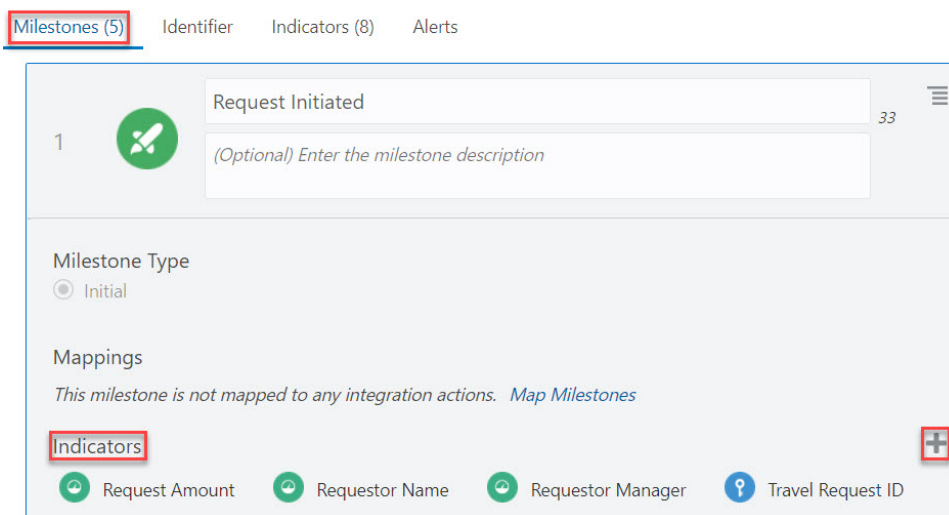 Milestones (5) Identifier Indicators (8) Alerts
Request Initiated
33
1
(Optional) Enter the milestone description
Milestone Type
Initial
Mappings
This milestone is not mapped to any integration actions. Map Milestones
Indicators
Request Amount Requestor Name Requestor Manager Travel Request ID